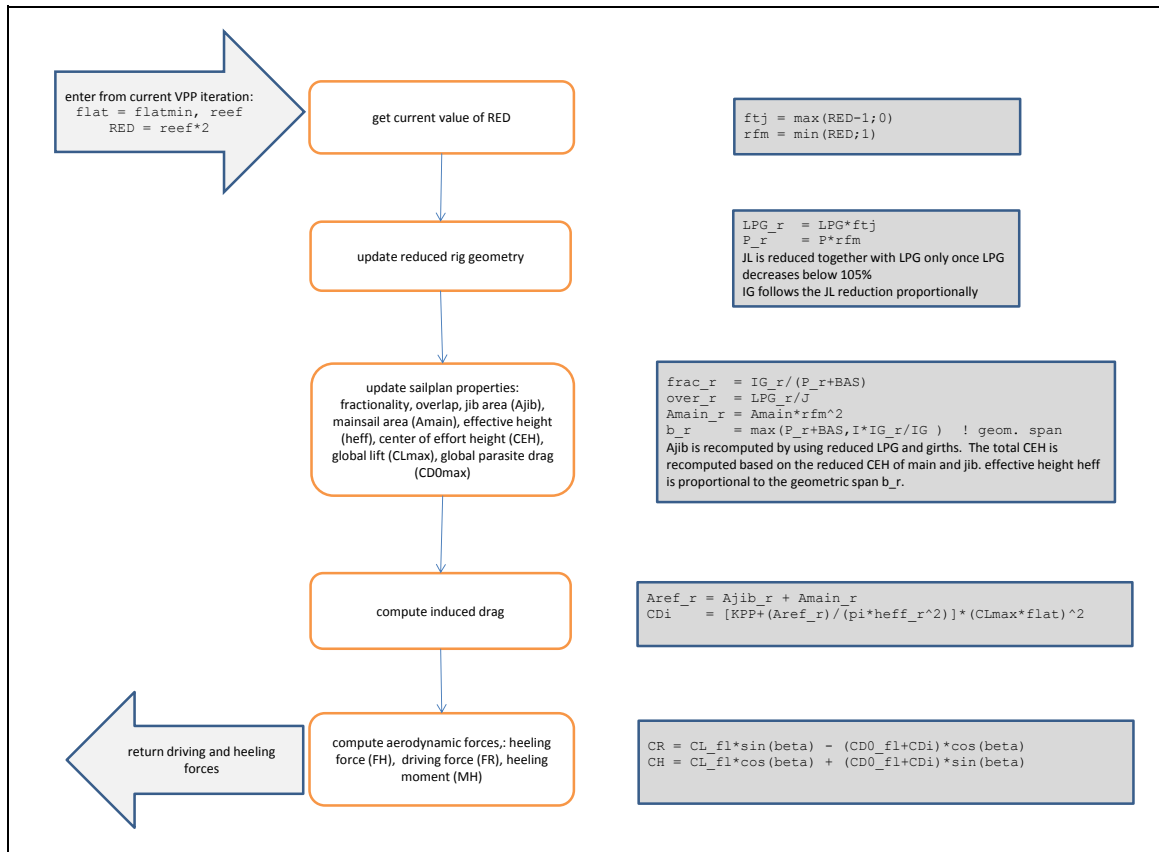 enter from current VPP iteration:
flat = flatmin, reef
RED = reef*2
get current value of RED
ftj = max(RED-1;0)
rfm = min(RED;1)
update reduced rig geometry
LPG_r = LPG*ftj
P_r = P*rfm
JL is reduced together with LPG only once LPG
decreases below 105%
IG follows the JL reduction proportionally
update sailplan properties:
fractionality, overlap, jib area (Ajib),
mainsail area (Amain), effective height
(heff), center of effort height (CEH),
global lift (CLmax), global parasite drag
(CD0max)
frac_r = IG_r/(P_r+BAS)
over_r = LPG_r/J
Amain_r = Amain*rfm^2
b_r = max(P_r+BAS,I*IG_r/IG ) ! geom. span
Ajib is recomputed by using reduced LPG and girths. The total CEH is
recomputed based on the reduced CEH of main and jib. effective height heff
is proportional to the geometric span b_r.
compute induced drag
Aref_r = Ajib_r + Amain_r
CDi = [KPP+(Aref_r)/(pi*heff_r^2)]*(CLmax*flat)^2
return driving and heeling
forces
compute aerodynamic forces,: heeling
force (FH), driving force (FR), heeling
moment (MH)
CR = CL_fl*sin(beta) - (CD0_fl+CDi)*cos(beta)
CH = CL_fl*cos(beta) + (CD0_fl+CDi)*sin(beta)